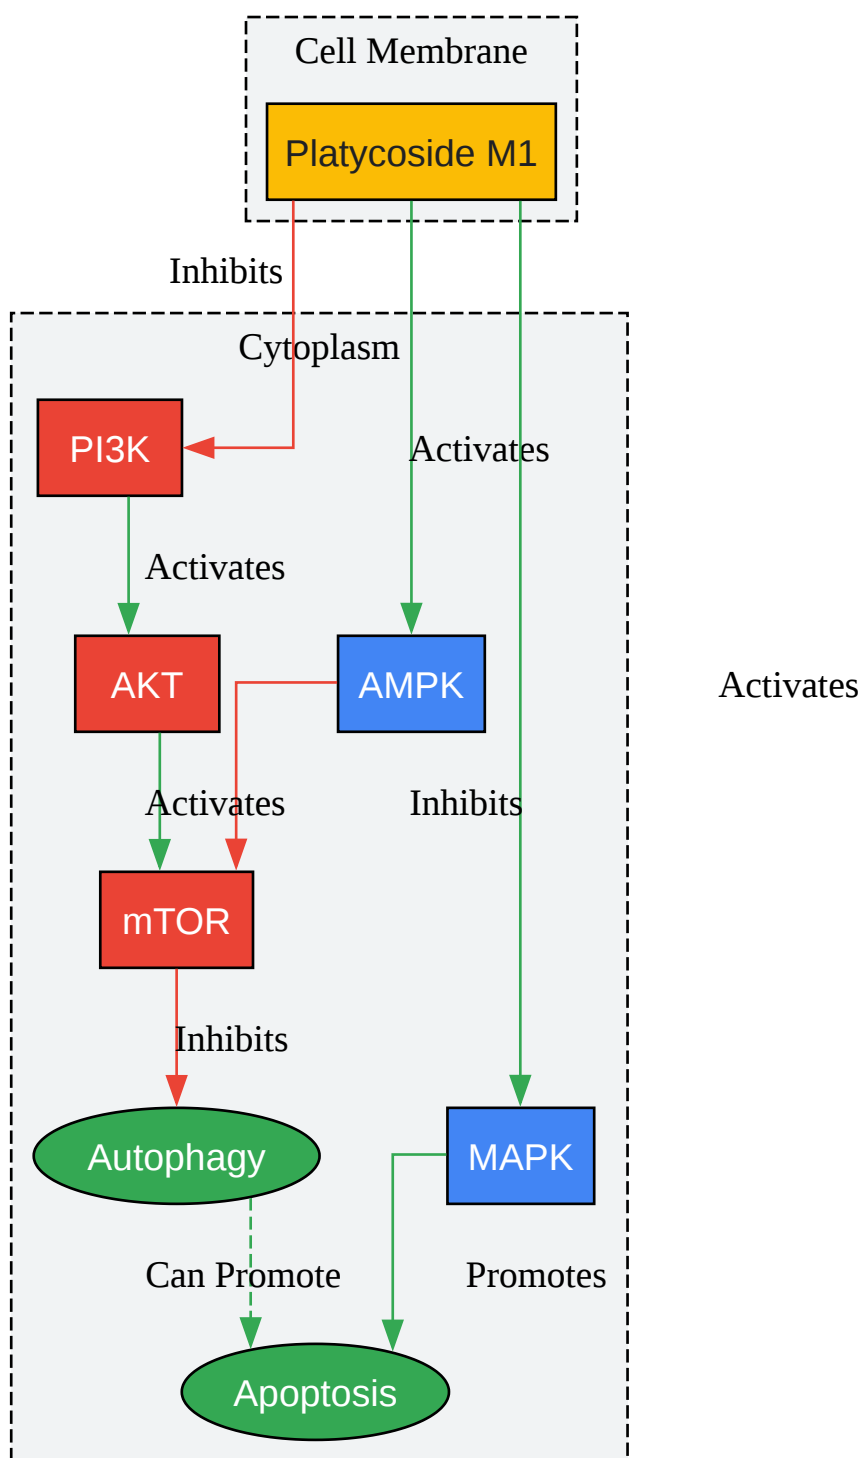 Cell Membrane
Platycoside M1
Inhibits
Cytoplasm
PI3K
Activates
Activates
AKT
AMPK
Activates
Activates
Inhibits
mTOR
Inhibits
Autophagy
MAPK
Can Promote
Promotes
Apoptosis